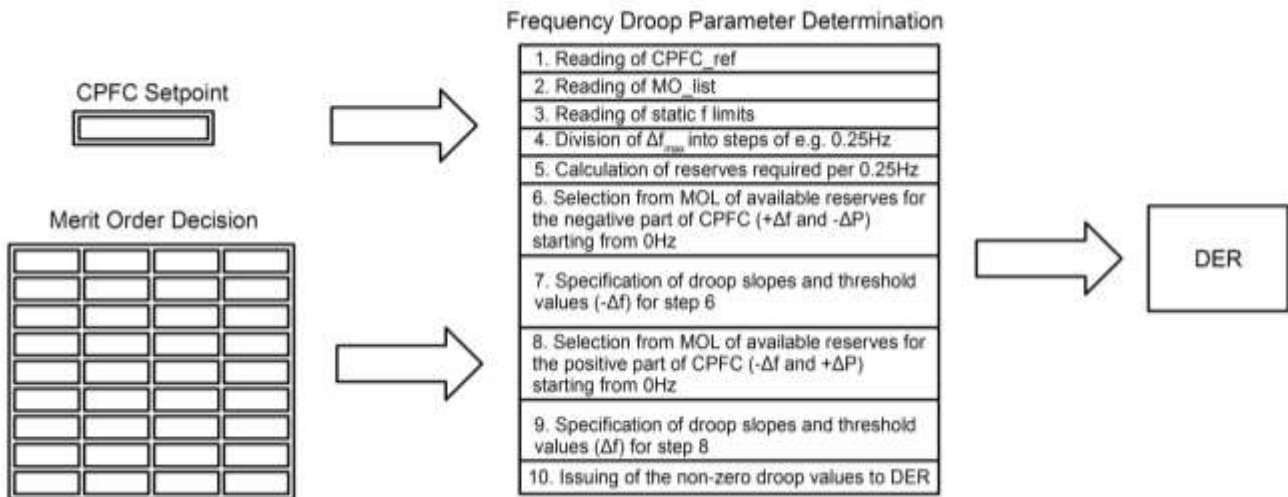 Frequency Droop Parameter Determination
CPFC Setpoint
Merit Order Decision
1. Reading of CPFC_ref
2. Reading of MO_list
3. Reading of static f limits
4. Division of Δfmax into steps of e.g. 0.25Hz
5. Calculation of reserves required per 0.25Hz
6. Selection from MOL of available reserves for
the negative part of CPFC (+Δf and -ΔP)
starting from 0Hz
7. Specification of droop slopes and threshold
values (-Δf) for step 6
8. Selection from MOL of available reserves for
the positive part of CPFC (-Δf and +ΔP)
starting from 0Hz
9. Specification of droop slopes and threshold
values (Δf) for step 8
10. Issuing of the non-zero droop values to DER
DER